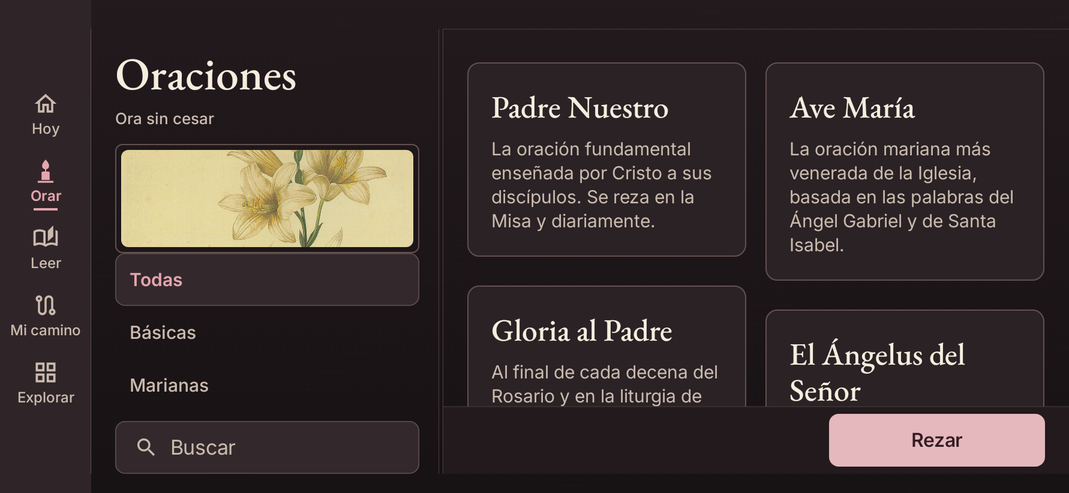 Hoy
Orar
Leer
Mi camino
Explorar
Oraciones
Ora sin cesar
Todas
Básicas
Marianas
Buscar
Padre Nuestro
La oración fundamental
enseñada por Cristo a sus
discípulos. Se reza en la
Misa y diariamente.
Ave María
La oración mariana más
venerada de la Iglesia,
basada en las palabras del
Ángel Gabriel y de Santa
Isabel.
Gloria al Padre
Al final de cada decena del
Rosario y en la liturgia de
El Ángelus del
Señor
Rezar